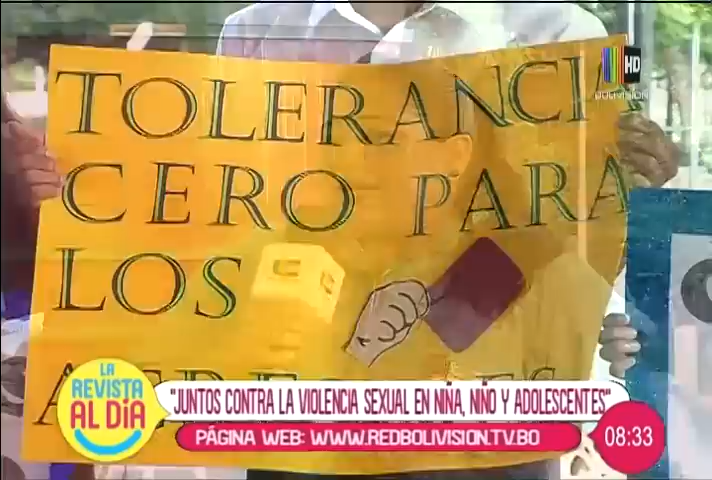 TOLERANCIA
CERO PARA
LOS
HD
BOLIVISION
LA
REVISTA
AL DÍA
"JUNTOS CONTRA LA VIOLENCIA SEXUAL EN NIÑA, NIÑO Y ADOLESCENTES"
PÁGINA WEB: WWW.REDBOLIVISION.TV.BO
08:33